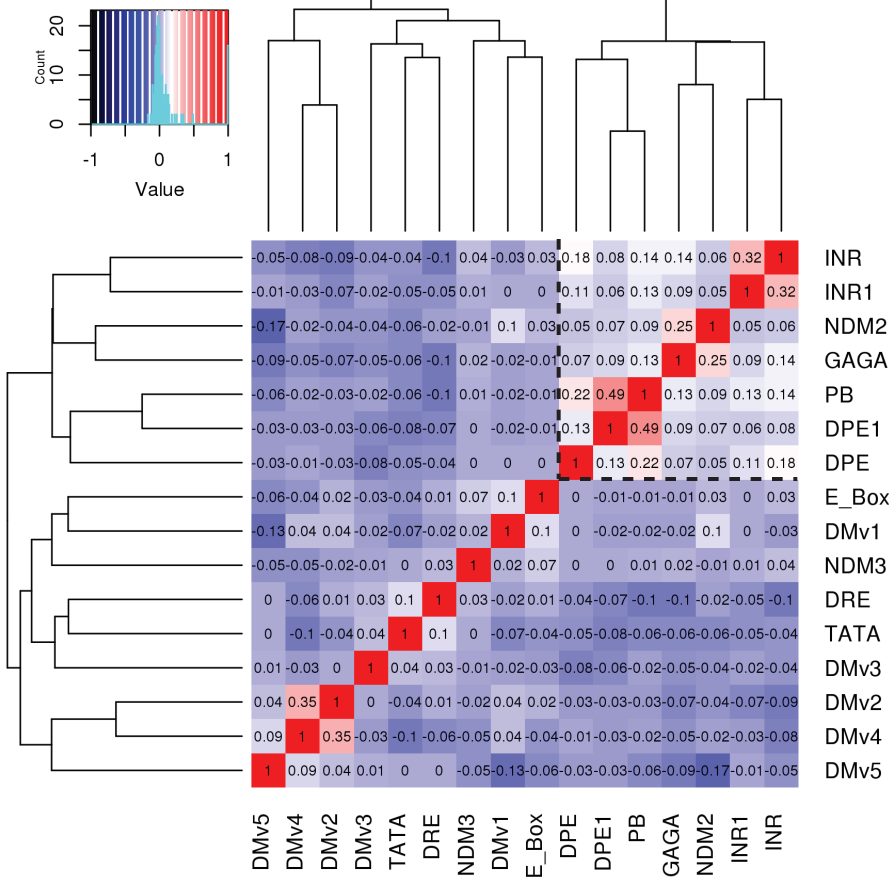 20
10
0
Count
-1 0 1
Value
-0.05 -0.08 -0.09 -0.04 -0.04 -0.1 0.04 -0.03 0.03 0.18 0.08 0.14 0.14 0.06 0.32 1 INR
-0.01 -0.03 -0.07 -0.02 -0.05 -0.05 0.01 0 0 0.11 0.06 0.13 0.09 0.05 1 0.32 INR1
-0.17 -0.02 -0.04 -0.04 -0.06 -0.02 -0.01 0.1 0.03 0.05 0.07 0.09 0.25 1 0.05 0.06 NDM2
-0.09 -0.05 -0.07 -0.05 -0.06 -0.1 0.02 -0.02 -0.01 0.07 0.09 0.13 1 0.25 0.09 0.14 GAGA
-0.06 -0.02 -0.03 -0.02 -0.06 -0.1 0.01 -0.02 -0.01 0.22 0.49 1 0.13 0.09 0.13 0.14 PB
-0.03 -0.03 -0.03 -0.06 -0.08 -0.07 0 -0.02 -0.01 0.13 1 0.49 0.09 0.07 0.06 0.08 DPE1
-0.03 -0.01 -0.03 -0.08 -0.05 -0.04 0 0 0 1 0.13 0.22 0.07 0.05 0.11 0.18 DPE
-0.06 -0.04 0.02 -0.03 -0.04 0.01 0.07 0.1 1 0 -0.01 -0.01 -0.01 0.03 0 0.03 E_Box
-0.13 0.04 0.04 -0.02 -0.07 -0.02 0.02 1 0.1 0 -0.02 -0.02 -0.02 0.1 0 -0.03 DMv1
-0.05 -0.05 -0.02 -0.01 0 0.03 1 0.02 0.07 0 0 0.01 0.02 -0.01 0.01 0.04 NDM3
0 -0.06 0.01 0.03 0.1 1 0.03 -0.02 0.01 -0.04 -0.07 -0.1 -0.1 -0.02 -0.05 -0.1 DRE
0 -0.1 -0.04 0.04 1 0.1 0 -0.07 -0.04 -0.05 -0.08 -0.06 -0.06 -0.06 -0.05 -0.04 TATA
0.01 -0.03 0 1 0.04 0.03 -0.01 -0.02 -0.03 -0.08 -0.06 -0.02 -0.05 -0.04 -0.02 -0.04 DMv3
0.04 0.35 1 0 -0.04 0.01 -0.02 0.04 0.02 -0.03 -0.03 -0.03 -0.07 -0.04 -0.07 -0.09 DMv2
0.09 1 0.35 -0.03 -0.1 -0.06 -0.05 0.04 -0.04 -0.01 -0.03 -0.02 -0.05 -0.02 -0.03 -0.08 DMv4
1 0.09 0.04 0.01 0 0 -0.05 -0.13 -0.06 -0.03 -0.03 -0.06 -0.09 -0.17 -0.01 -0.05 DMv5
DMv5 DMv4 DMv2 DMv3 TATA DRE NDM3 DMv1 E_Box DPE DPE1 PB GAGA NDM2 INR1 INR